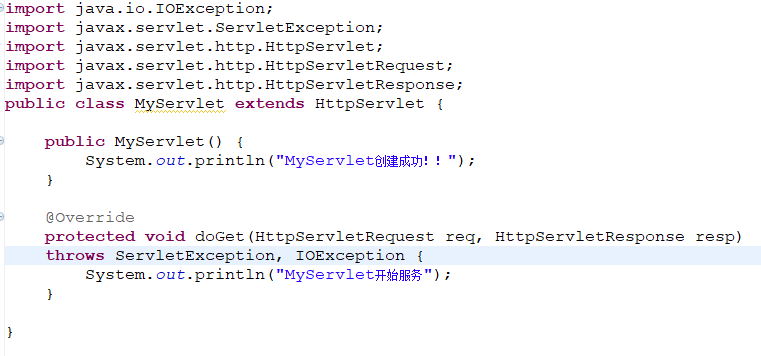 import java.io.IOException;
import javax.servlet.ServletException;
import javax.servlet.http.HttpServlet;
import javax.servlet.http.HttpServletRequest;
import javax.servlet.http.HttpServletResponse;
public class MyServlet extends HttpServlet {
    public MyServlet() {
        System.out.println("MyServlet创建成功！！");
    }
    @Override
    protected void doGet(HttpServletRequest req, HttpServletResponse resp)
    throws ServletException, IOException {
        System.out.println("MyServlet开始服务");
    }
}